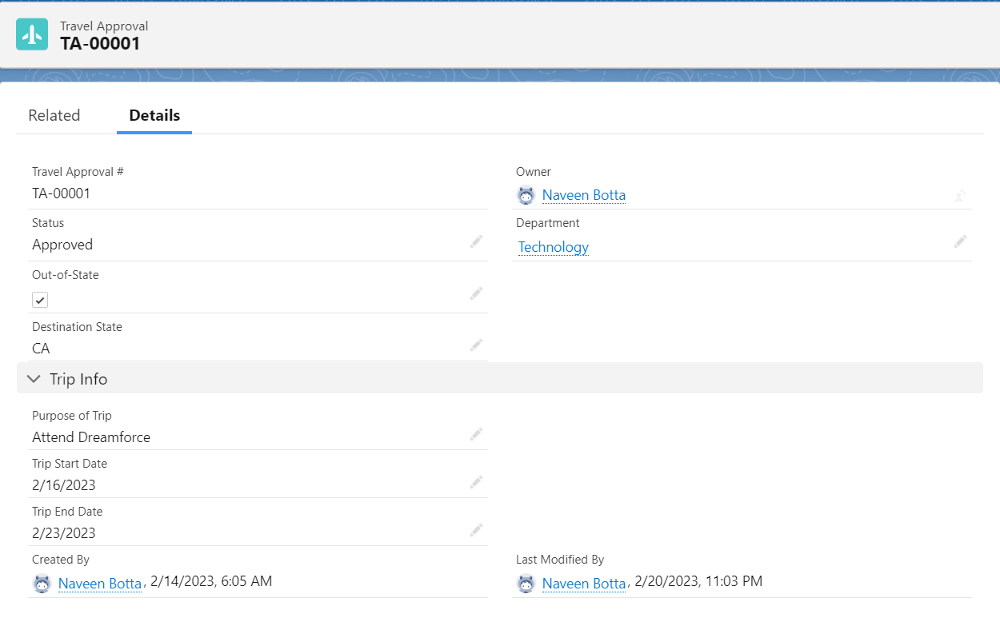 Travel Approval
TA-00001
Related
Details
Travel Approval #
TA-00001
Owner
Naveen Botta
Status
Approved
Department
Technology
Out-of-State
Destination State
CA
Trip Info
Purpose of Trip
Attend Dreamforce
Trip Start Date
2/16/2023
Trip End Date
2/23/2023
Created By
Naveen Botta, 2/14/2023, 6:05 AM
Last Modified By
Naveen Botta, 2/20/2023, 11:03 PM